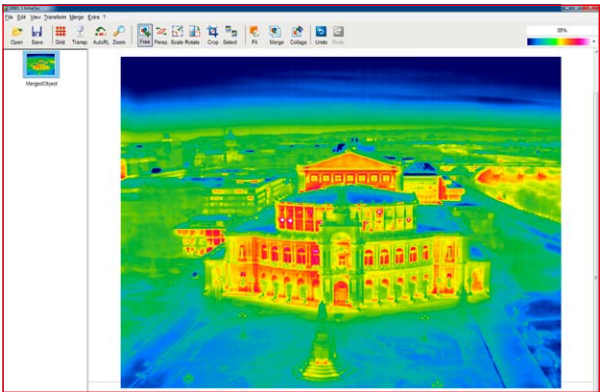 File Edit View Transform Merge Extra ?
Open Save Grid Transp. AutoRL Zoom Free Persp. Scale Rotate Crop Select Fit Merge Collage Undo Redo
35%
MergedObject